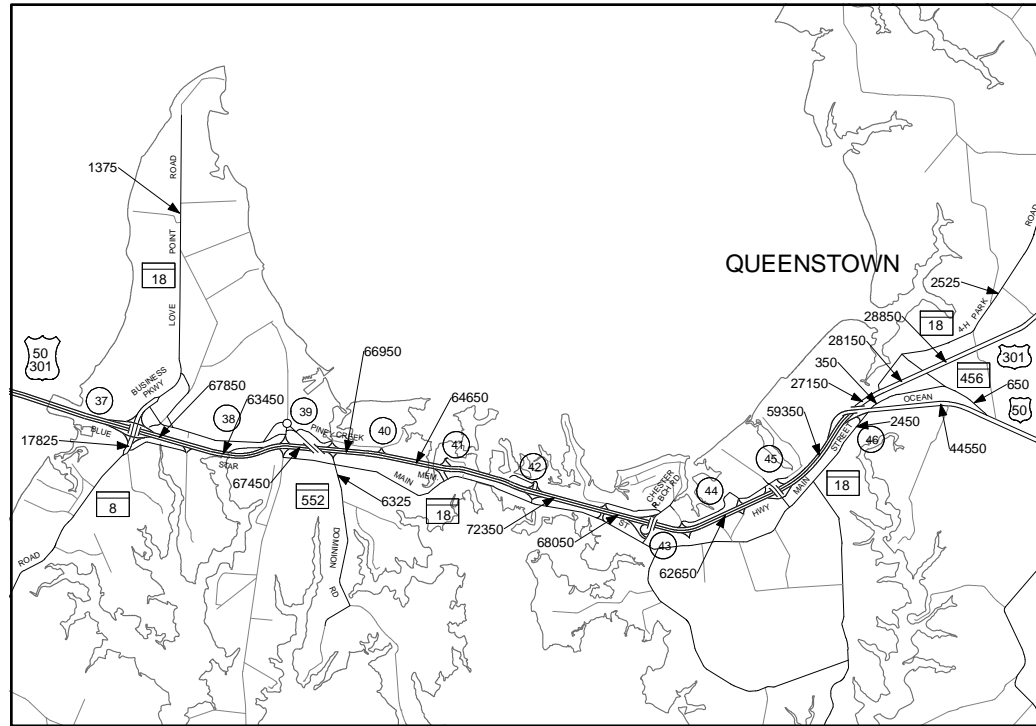 ROAD
1375
POINT
18
LOVE
QUEENSTOWN
ROAD
2525
4-H PARK
18
28850
28150
350
27150
301
456
50
301
50
650
OCEAN
2450
44550
66950
BUSINESS
PKWY
37
67850
63450
38
39
PINEY CREEK
40
64650
41
42
59350
45
STREET
46
17825
BLUE
STAR
67450
MAIN
MEM.
CHESTER
R.BCH RD
44
MAIN
18
HWY
8
552
6325
18
72350
68050
ST
43
62650
DOMINION
RD
ROAD